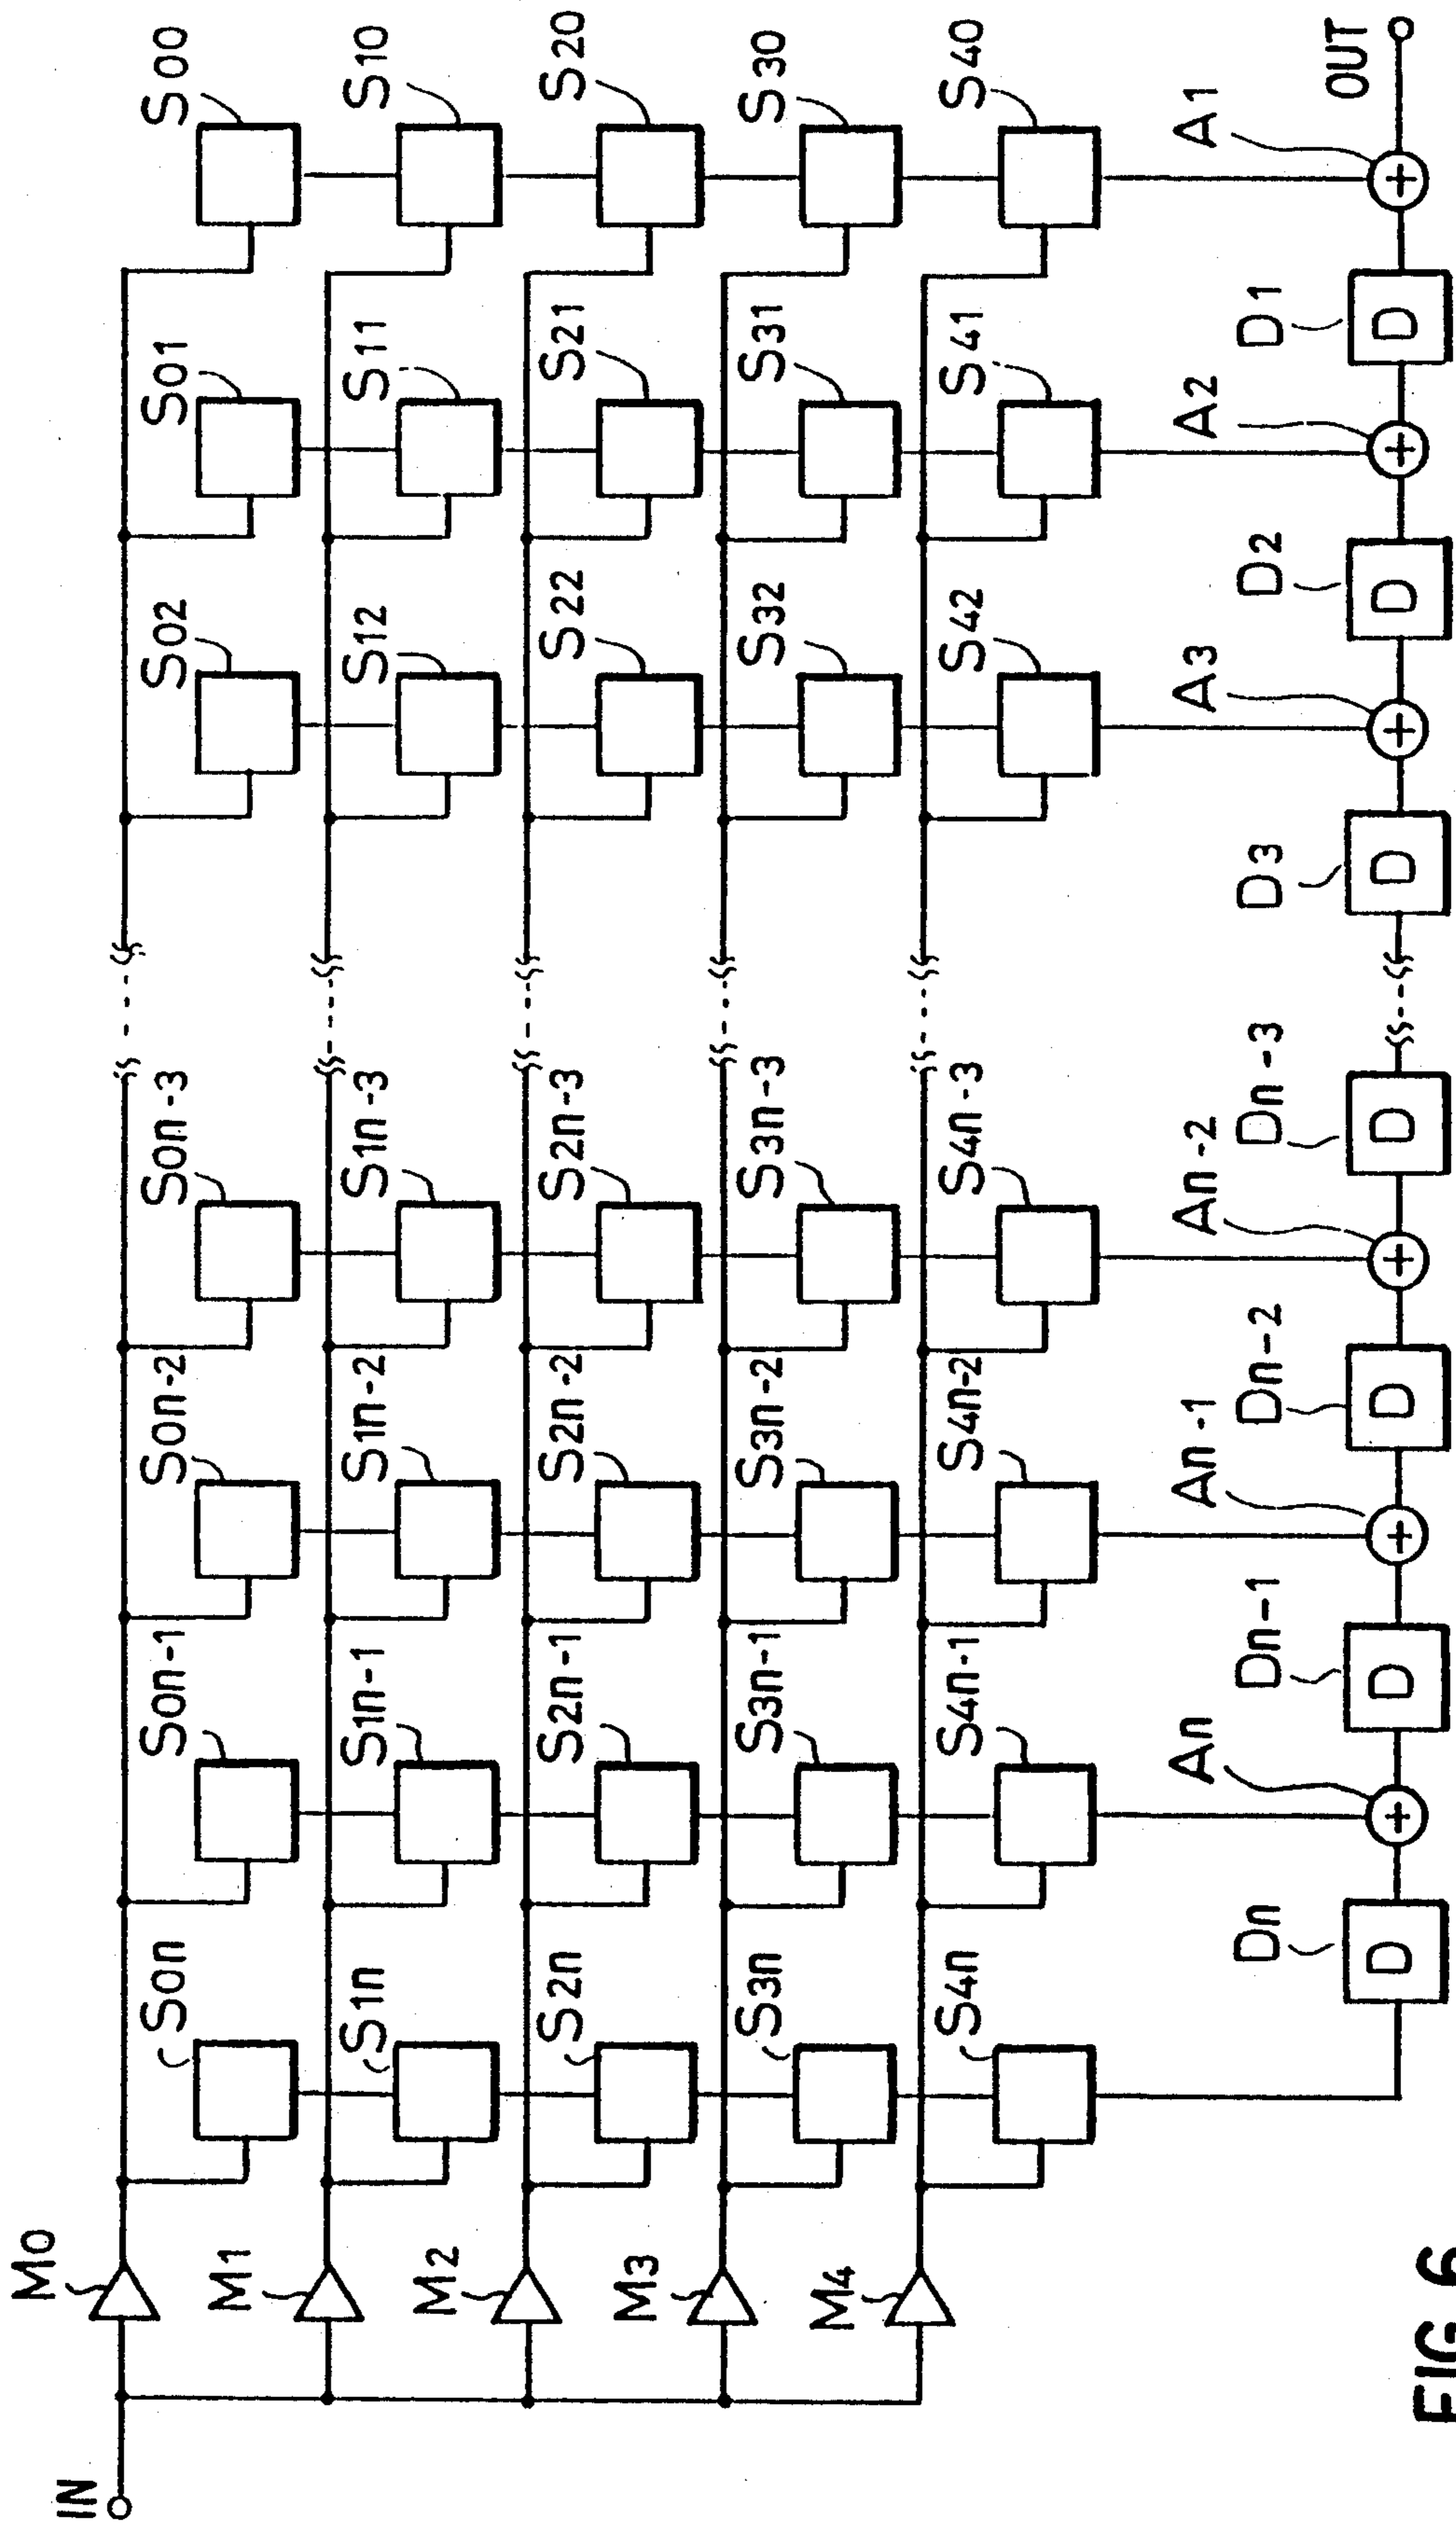 IN
M0
M1
M2
M3
M4
S0n S0n-1 S0n-2 S0n-3 S02 S01 S00
S1n S1n-1 S1n-2 S1n-3 S12 S11 S10
S2n S2n-1 S2n-2 S2n-3 S22 S21 S20
S3n S3n-1 S3n-2 S3n-3 S32 S31 S30
S4n S4n-1 S4n-2 S4n-3 S42 S41 S40
An An-1 An-2 A3 A2 A1
Dn Dn-1 Dn-2 Dn-3 D3 D2 D1
OUT
D D D D D D D
FIG. 6